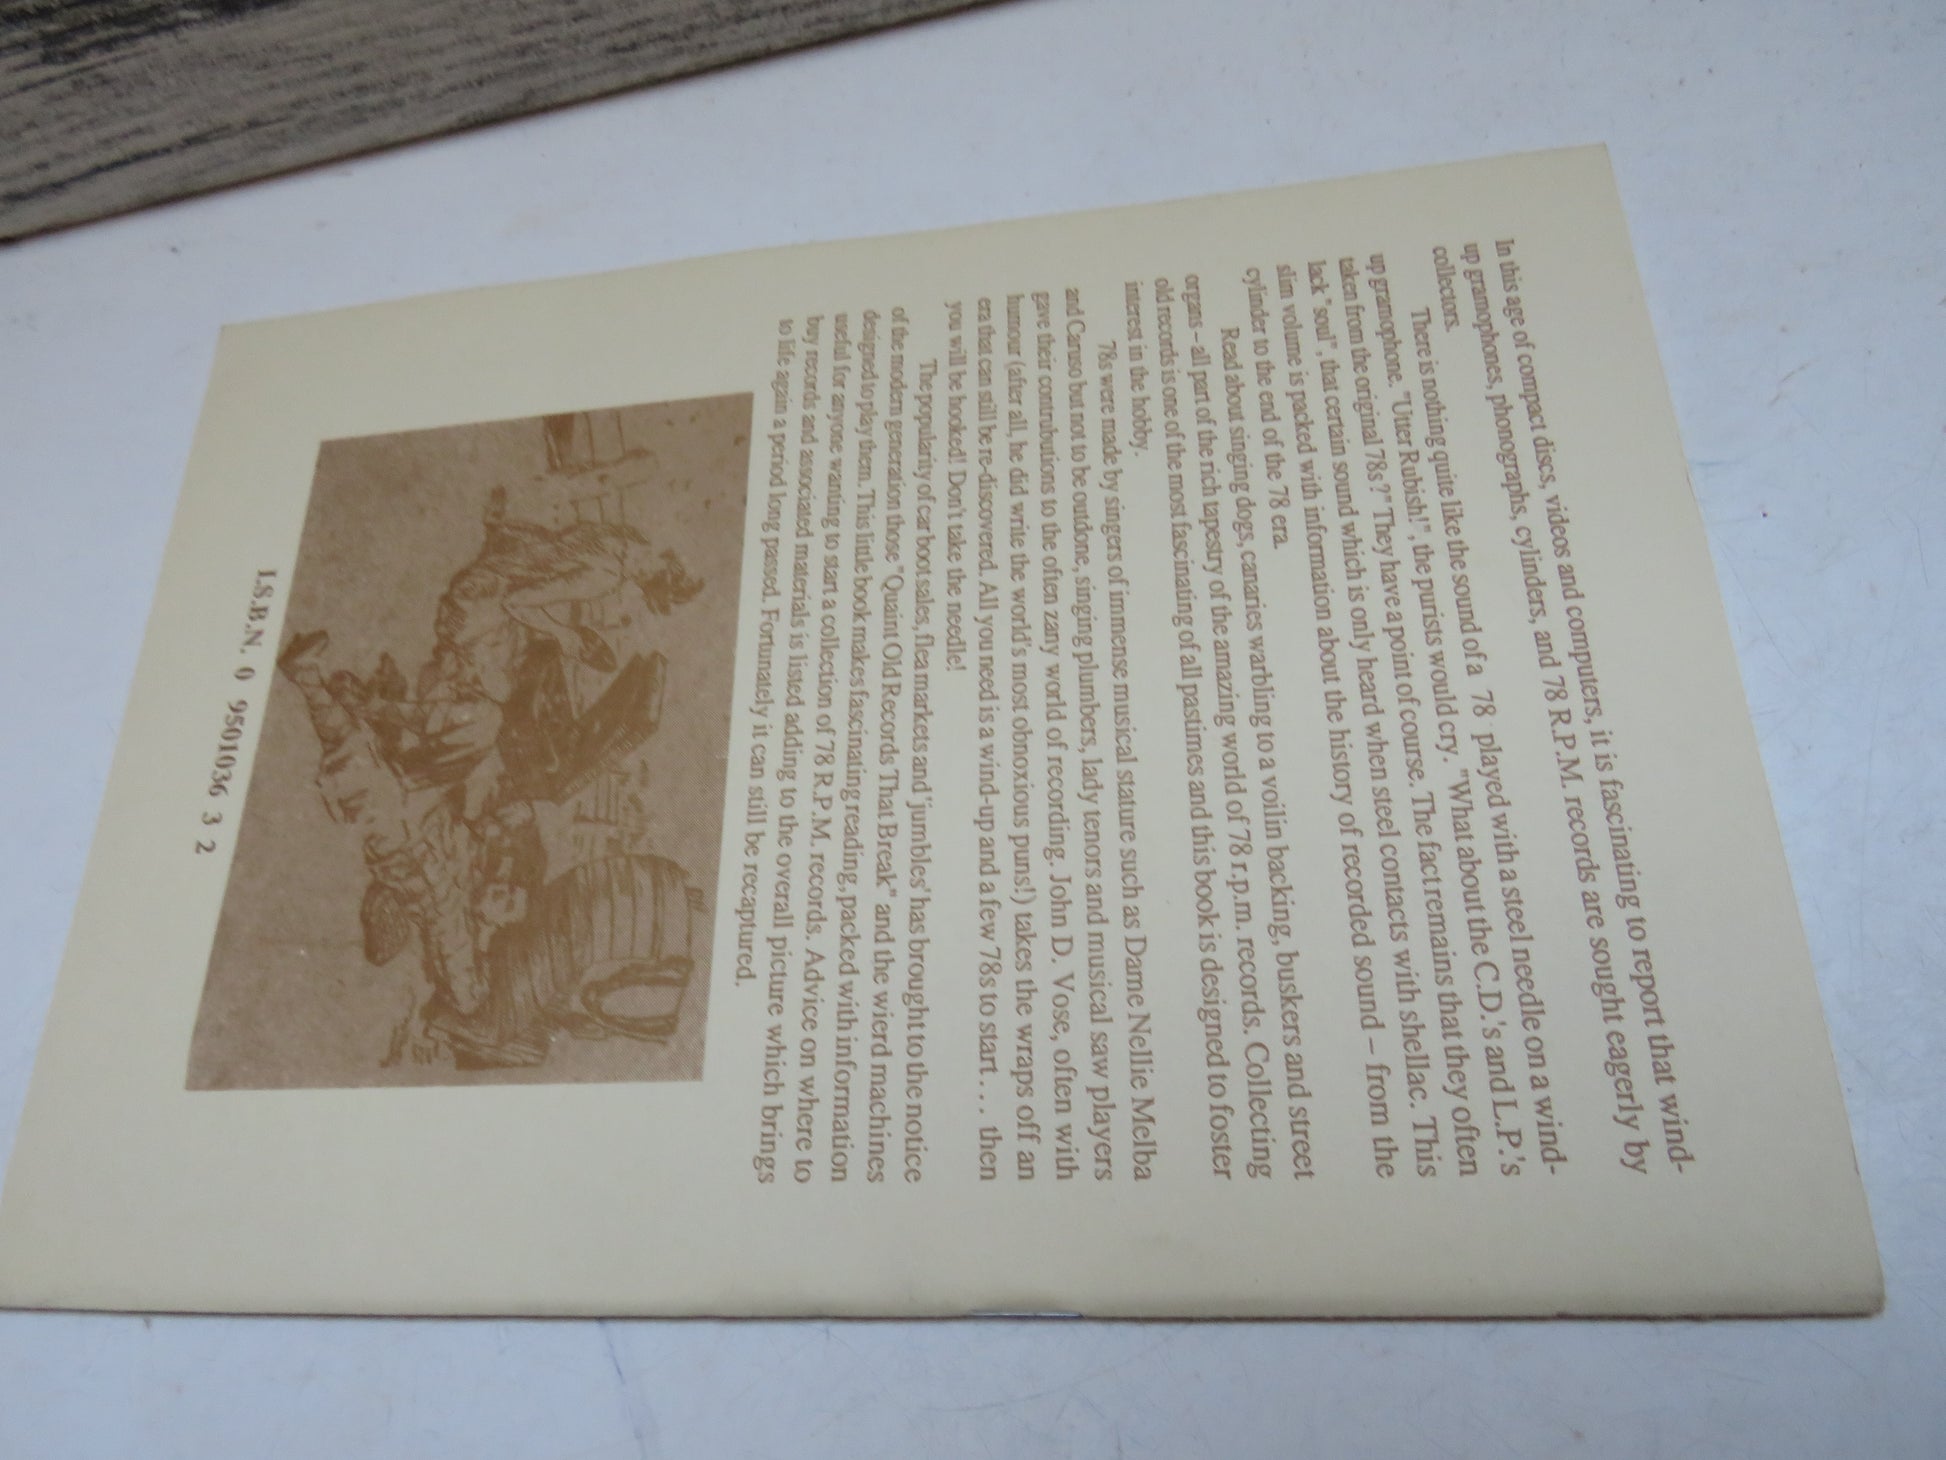 In this age of compact discs, videos and computers, it is fascinating to report that wind-
up gramophones, phonographs, cylinders, and 78 R.P.M. records are sought eagerly by
collectors.
There is nothing quite like the sound of a 78 played with a steel needle on a wind-
up gramophone. "Utter Rubish!", the purists would cry. "What about the C.D.'s and L.P.'s
taken from the original 78s?" They have a point of course. The fact remains that they often
lack "soul", that certain sound which is only heard when steel contacts with shellac. This
slim volume is packed with information about the history of recorded sound – from the
cylinder to the end of the 78 era.
Read about singing dogs, canaries warbling to a voilin backing, buskers and street
organs – all part of the rich tapestry of the amazing world of 78 r.p.m. records. Collecting
old records is one of the most fascinating of all pastimes and this book is designed to foster
interest in the hobby.
78s were made by singers of immense musical stature such as Dame Nellie Melba
and Caruso but not to be outdone, singing plumbers, lady tenors and musical saw players
gave their contrubutions to the often zany world of recording. John D. Vose, often with
humour (after all, he did write the world's most obnoxious puns!) takes the wraps off an
era that can still be re-discovered. All you need is a wind-up and a few 78s to start . . . then
you will be hooked! Don't take the needle!
The popularity of car boot sales, flea markets and 'jumbles' has brought to the notice
of the modern generation those "Quaint Old Records That Break" and the wierd machines
designed to play them. This little book makes fascinating reading, packed with information
useful for anyone wanting to start a collection of 78 R.P.M. records. Advice on where to
buy records and associated materials is listed adding to the overall picture which brings
to life again a period long passed. Fortunately it can still be recaptured.
I.S.B.N. 0 9501036 3 2